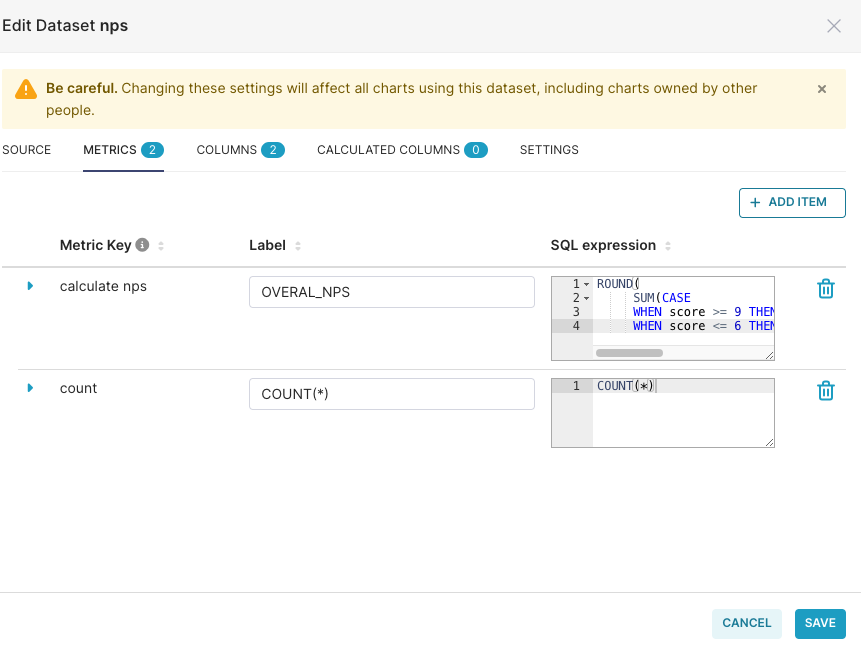 Edit Dataset nps
Be careful. Changing these settings will affect all charts using this dataset, including charts owned by other
people.
SOURCE METRICS 2 COLUMNS 2 CALCULATED COLUMNS 0 SETTINGS
+ ADD ITEM
Metric Key Label SQL expression
calculate nps
OVERAL_NPS
1 ROUND(
2 SUM(CASE
3 WHEN score >= 9 THEN
4 WHEN score <= 6 THEN
count
COUNT(*)
1 COUNT(*)
CANCEL SAVE